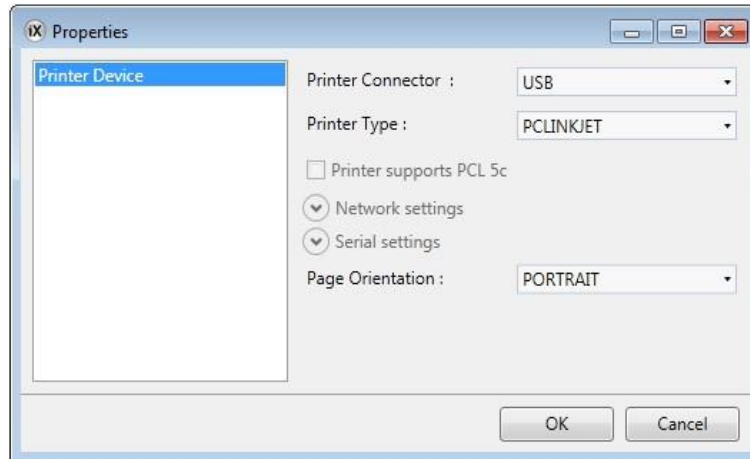 iX Properties
Printer Device
Printer Connector :
USB
Printer Type :
PCLINKJET
Printer supports PCL 5c
Network settings
Serial settings
Page Orientation :
PORTRAIT
OK
Cancel